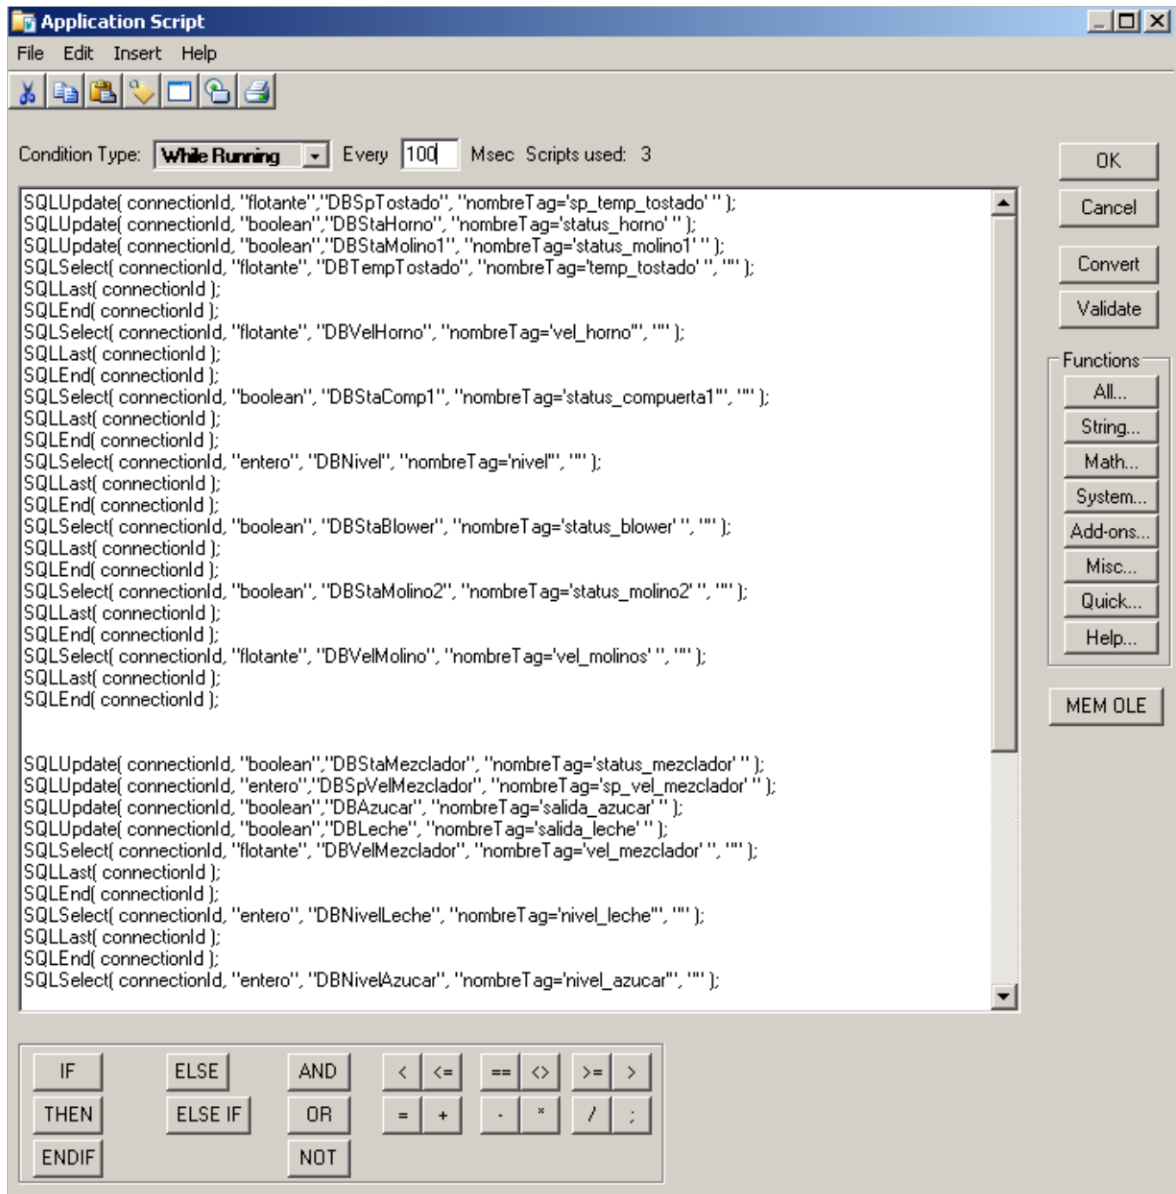 Application Script
File Edit Insert Help
Condition Type: While Running Every 100 Msec Scripts used: 3
OK
Cancel
Convert
Validate
Functions
All...
String...
Math...
System...
Add-ons...
Misc...
Quick...
Help...
MEM OLE
SQLUpdate( connectionId, "flotante","DBSpTostado", "nombreTag='sp_temp_tostado' " );
SQLUpdate( connectionId, "boolean","DBStaHorno", "nombreTag='status_horno' " );
SQLUpdate( connectionId, "boolean","DBStaMolino1", "nombreTag='status_molino1' " );
SQLSelect( connectionId, "flotante", "DBTempTostado", "nombreTag='temp_tostado' ", "" );
SQLLast( connectionId );
SQLEnd( connectionId );
SQLSelect( connectionId, "flotante", "DBVelHorno", "nombreTag='vel_horno'", "" );
SQLLast( connectionId );
SQLEnd( connectionId );
SQLSelect( connectionId, "boolean", "DBStaComp1", "nombreTag='status_compuerta1'", "" );
SQLLast( connectionId );
SQLEnd( connectionId );
SQLSelect( connectionId, "entero", "DBNivel", "nombreTag='nivel'", "" );
SQLLast( connectionId );
SQLEnd( connectionId );
SQLSelect( connectionId, "boolean", "DBStaBlower", "nombreTag='status_blower' ", "" );
SQLLast( connectionId );
SQLEnd( connectionId );
SQLSelect( connectionId, "boolean", "DBStaMolino2", "nombreTag='status_molino2' ", "" );
SQLLast( connectionId );
SQLEnd( connectionId );
SQLSelect( connectionId, "flotante", "DBVelMolino", "nombreTag='vel_molinos' ", "" );
SQLLast( connectionId );
SQLEnd( connectionId );
SQLUpdate( connectionId, "boolean","DBStaMezclador", "nombreTag='status_mezclador' " );
SQLUpdate( connectionId, "entero","DBSpVelMezclador", "nombreTag='sp_vel_mezclador' " );
SQLUpdate( connectionId, "boolean","DBAzucar", "nombreTag='salida_azucar' " );
SQLUpdate( connectionId, "boolean","DBLeche", "nombreTag='salida_leche' " );
SQLSelect( connectionId, "flotante", "DBVelMezclador", "nombreTag='vel_mezclador' ", "" );
SQLLast( connectionId );
SQLEnd( connectionId );
SQLSelect( connectionId, "entero", "DBNivelLeche", "nombreTag='nivel_leche'", "" );
SQLLast( connectionId );
SQLEnd( connectionId );
SQLSelect( connectionId, "entero", "DBNivelAzucar", "nombreTag='nivel_azucar'", "" );
IF ELSE AND < <= == <> >= >
THEN ELSE IF OR = + - * / ;
ENDIF NOT